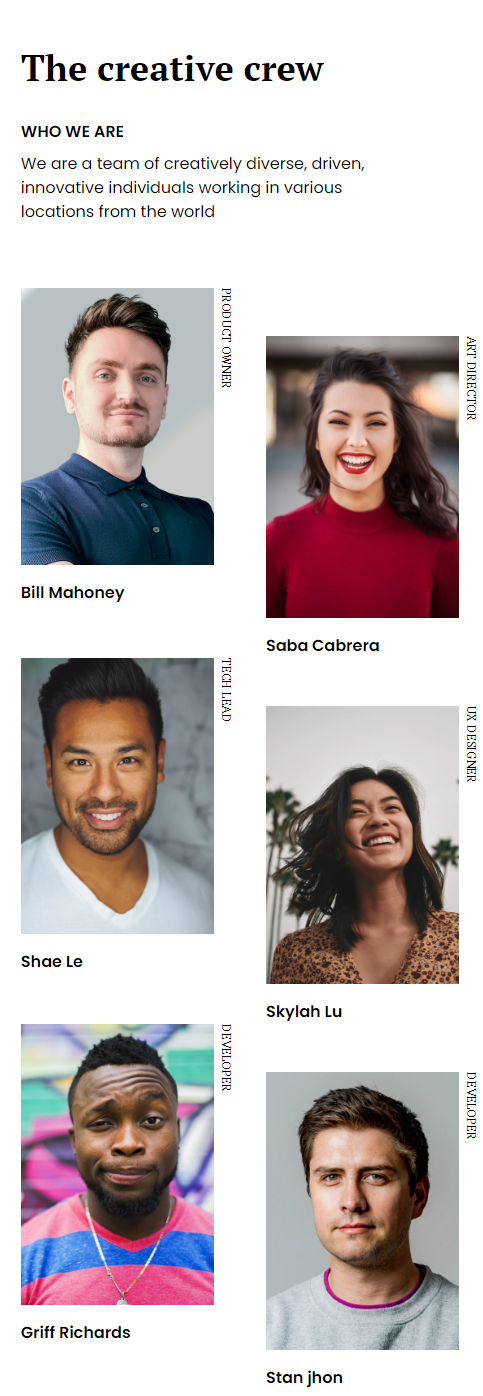 The creative crew
WHO WE ARE
We are a team of creatively diverse, driven,
innovative individuals working in various
locations from the world
PRODUCT OWNER
Bill Mahoney
ART DIRECTOR
Saba Cabrera
TECH LEAD
Shae Le
UX DESIGNER
Skylah Lu
DEVELOPER
Griff Richards
DEVELOPER
Stan jhon